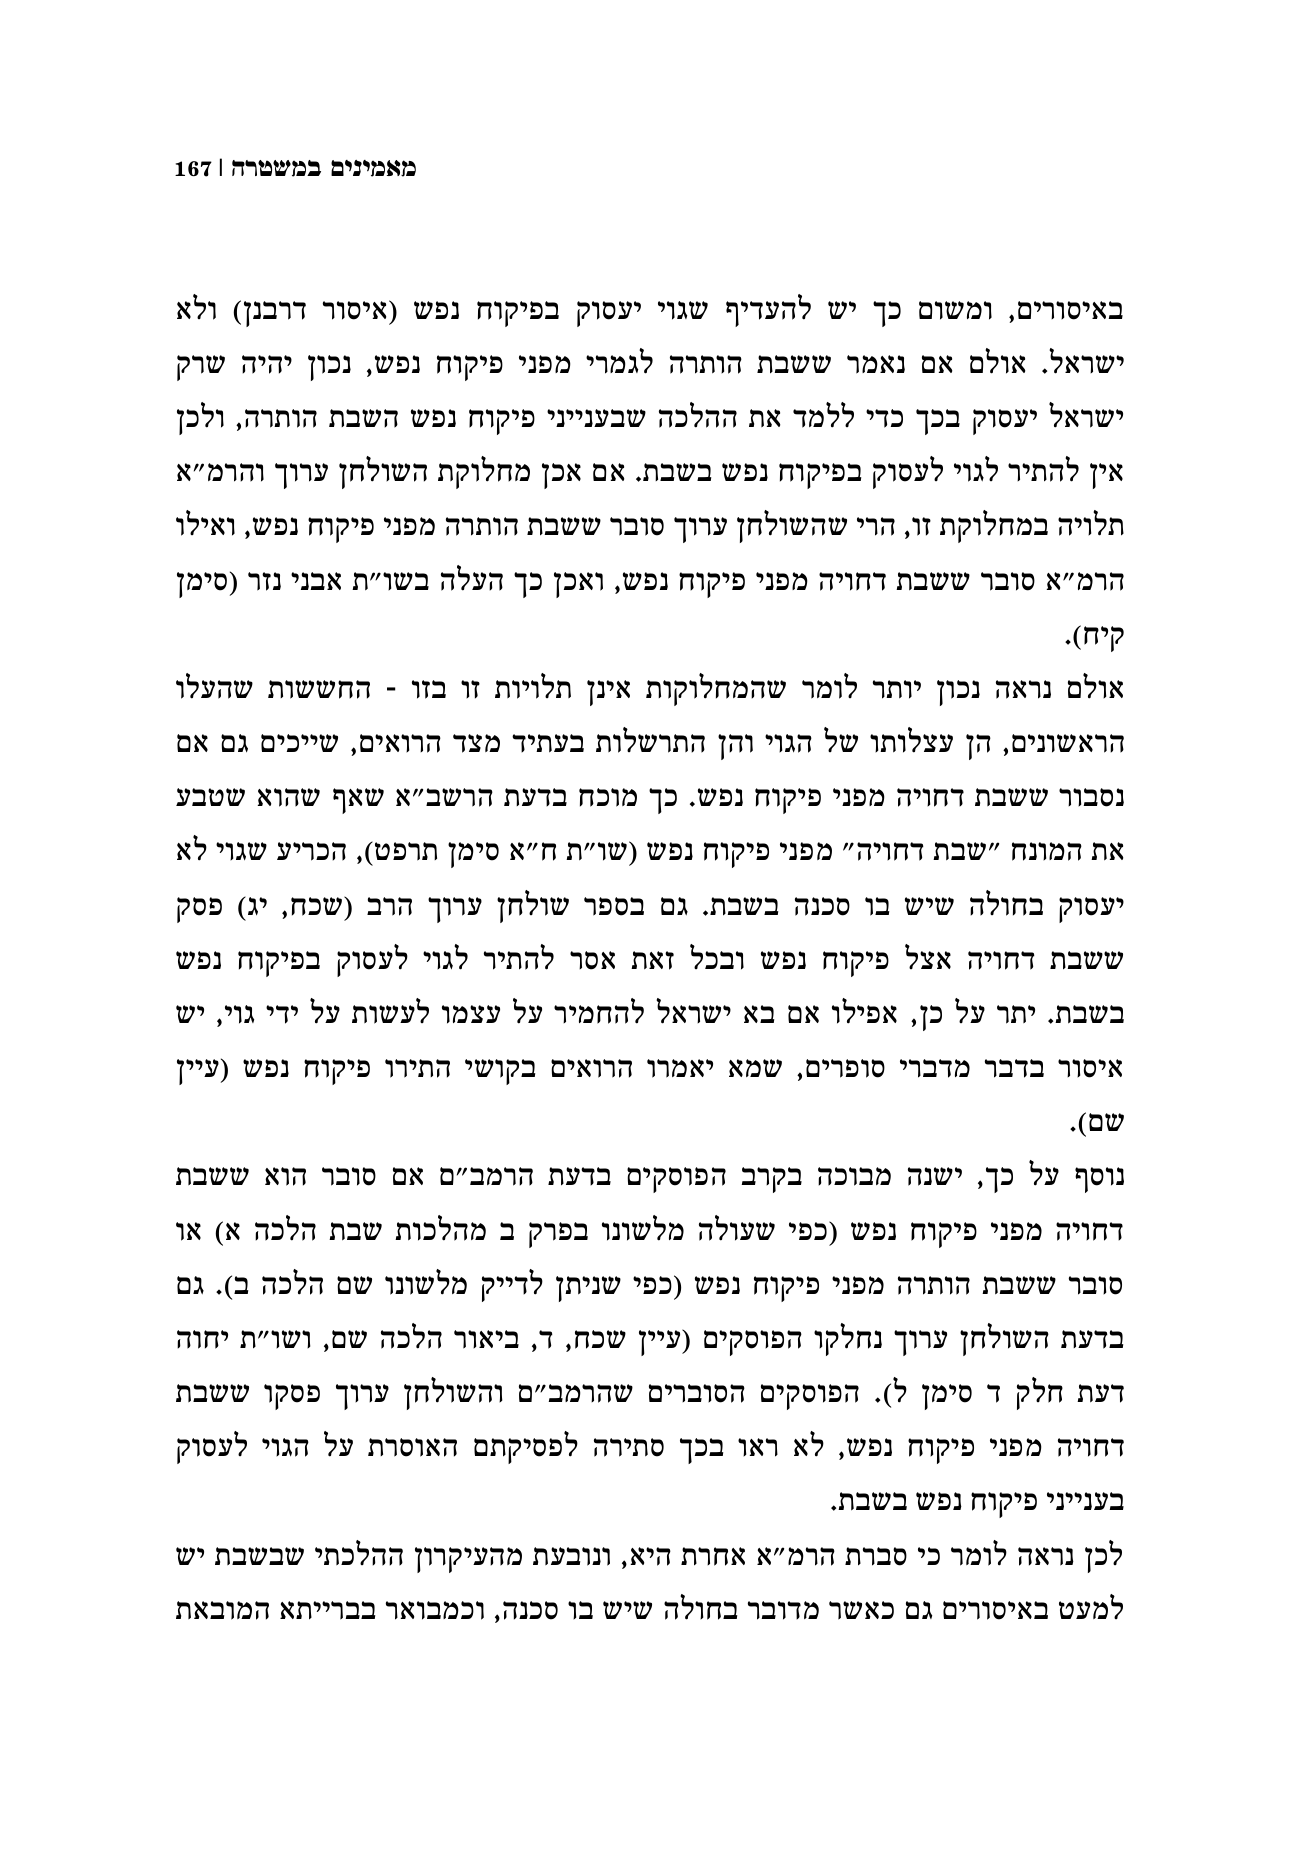 מאמינים במשטרה | 167
באיסורים, ומשום כך יש להעדיף שגוי יעסוק בפיקוח נפש (איסור דרבנן) ולא
ישראל. אולם אם נאמר ששבת הותרה לגמרי מפני פיקוח נפש, נכון יהיה שרק
ישראל יעסוק בכך כדי ללמד את ההלכה שבענייני פיקוח נפש השבת הותרה, ולכן
אין להתיר לגוי לעסוק בפיקוח נפש בשבת. אם אכן מחלוקת השולחן ערוך והרמ״א
תלויה במחלוקת זו, הרי שהשולחן ערוך סובר ששבת הותרה מפני פיקוח נפש, ואילו
הרמ״א סובר ששבת דחויה מפני פיקוח נפש, ואכן כך העלה בשו״ת אבני נזר (סימן
קיח).
אולם נראה נכון יותר לומר שהמחלוקות אינן תלויות זו בזו - החששות שהעלו
הראשונים, הן עצלותו של הגוי והן התרשלות בעתיד מצד הרואים, שייכים גם אם
נסבור ששבת דחויה מפני פיקוח נפש. כך מוכח בדעת הרשב״א שאף שהוא שטבע
את המונח ״שבת דחויה״ מפני פיקוח נפש (שו״ת ח״א סימן תרפט), הכריע שגוי לא
יעסוק בחולה שיש בו סכנה בשבת. גם בספר שולחן ערוך הרב (שכח, יג) פסק
ששבת דחויה אצל פיקוח נפש ובכל זאת אסר להתיר לגוי לעסוק בפיקוח נפש
בשבת. יתר על כן, אפילו אם בא ישראל להחמיר על עצמו לעשות על ידי גוי, יש
איסור בדבר מדברי סופרים, שמא יאמרו הרואים בקושי התירו פיקוח נפש (עיין
שם).
נוסף על כך, ישנה מבוכה בקרב הפוסקים בדעת הרמב״ם אם סובר הוא ששבת
דחויה מפני פיקוח נפש (כפי שעולה מלשונו בפרק ב מהלכות שבת הלכה א) או
סובר ששבת הותרה מפני פיקוח נפש (כפי שניתן לדייק מלשונו שם הלכה ב). גם
בדעת השולחן ערוך נחלקו הפוסקים (עיין שכח, ד, ביאור הלכה שם, ושו״ת יחוה
דעת חלק ד סימן ל). הפוסקים הסוברים שהרמב״ם והשולחן ערוך פסקו ששבת
דחויה מפני פיקוח נפש, לא ראו בכך סתירה לפסיקתם האוסרת על הגוי לעסוק
בענייני פיקוח נפש בשבת.
לכן נראה לומר כי סברת הרמ״א אחרת היא, ונובעת מהעיקרון ההלכתי שבשבת יש
למעט באיסורים גם כאשר מדובר בחולה שיש בו סכנה, וכמבואר בברייתא המובאת